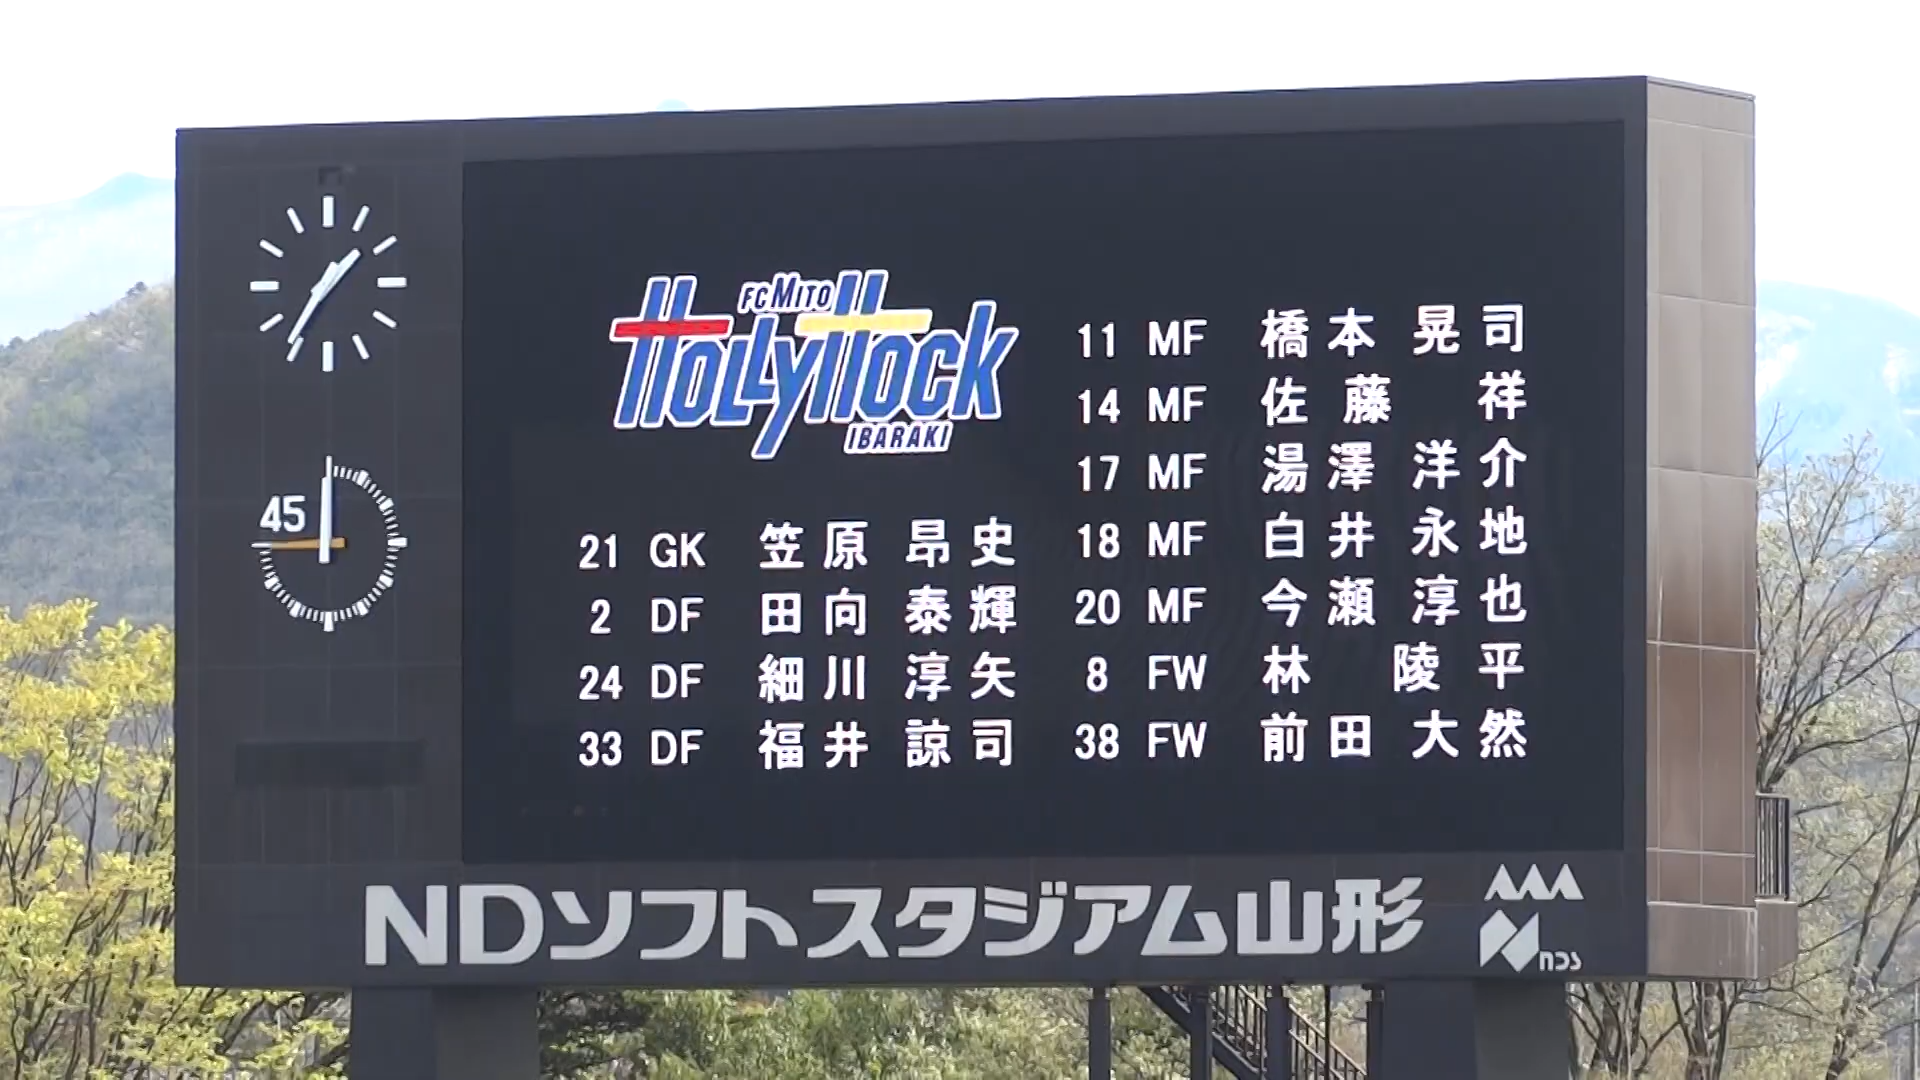 FC MITO
HOLLYHOCK
IBARAKI
21 GK 笠原 昂史
2 DF 田向 泰輝
24 DF 細川 淳矢
33 DF 福井 諒司
11 MF 橋本 晃司
14 MF 佐藤 祥
17 MF 湯澤 洋介
18 MF 白井 永地
20 MF 今瀬 淳也
8 FW 林 陵平
38 FW 前田 大然
45
NDソフトスタジアム山形
nDS